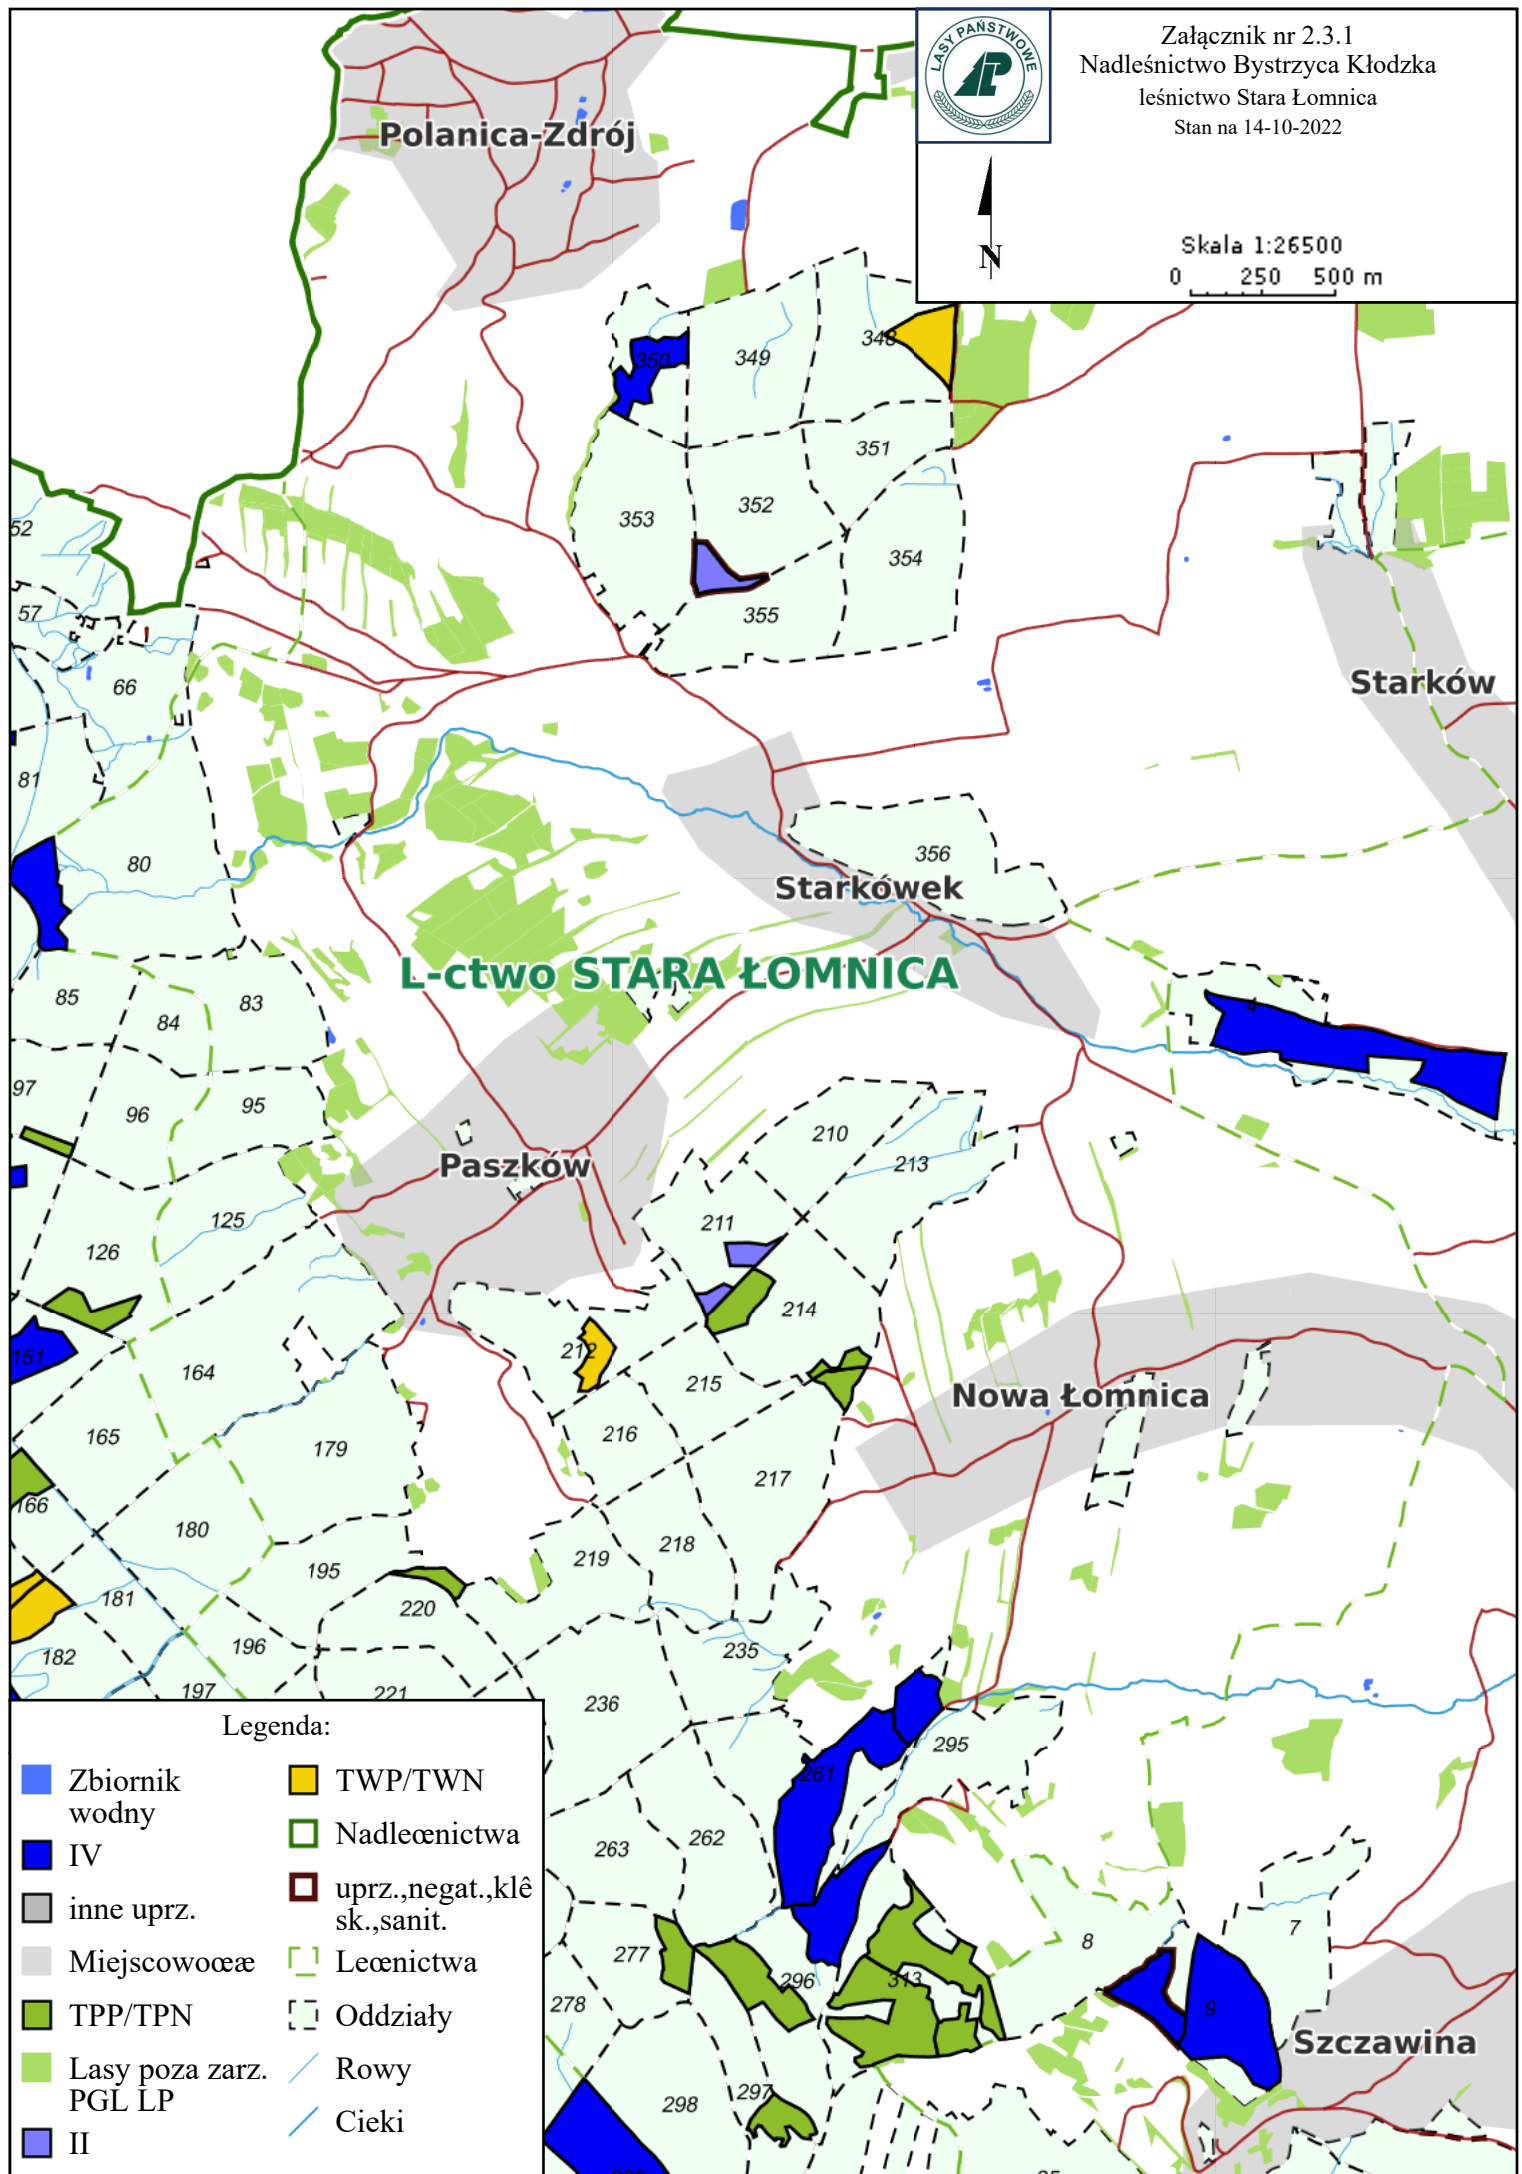 LASY PAŃSTWOWE
LP
Załącznik nr 2.3.1
Nadleśnictwo Bystrzyca Kłodzka
leśnictwo Stara Łomnica
Stan na 14-10-2022
N
Skala 1:26500
0 250 500 m
Polanica-Zdrój
350
349
348
351
52
353
352
354
57
355
66
Starków
81
80
356
Starkówek
L-ctwo STARA ŁOMNICA
85
84
83
4
97
96
95
210
213
Paszków
211
125
126
214
151
212
164
215
Nowa Łomnica
165
179
216
217
166
180
218
219
195
181
220
196
235
182
197
221
236
295
261
262
263
8
7
277
296
313
278
9
Szczawina
298
297
Legenda:
Zbiornik
wodny
IV
inne uprz.
Miejscowoœæ
TPP/TPN
Lasy poza zarz.
PGL LP
II
TWP/TWN
Nadleœnictwa
uprz.,negat.,klê
sk.,sanit.
Leœnictwa
Oddziały
Rowy
Cieki